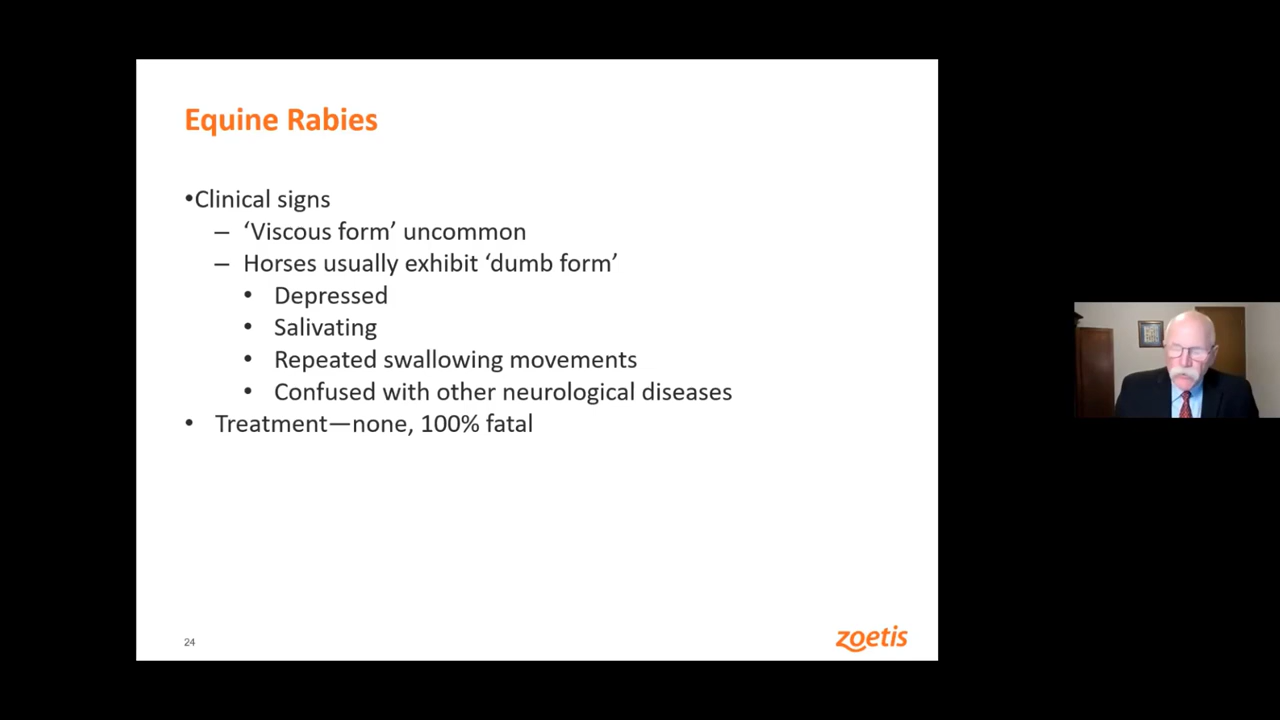 Equine Rabies
•Clinical signs
– ‘Viscous form’ uncommon
– Horses usually exhibit ‘dumb form’
• Depressed
• Salivating
• Repeated swallowing movements
• Confused with other neurological diseases
• Treatment—none, 100% fatal
24
zoetis